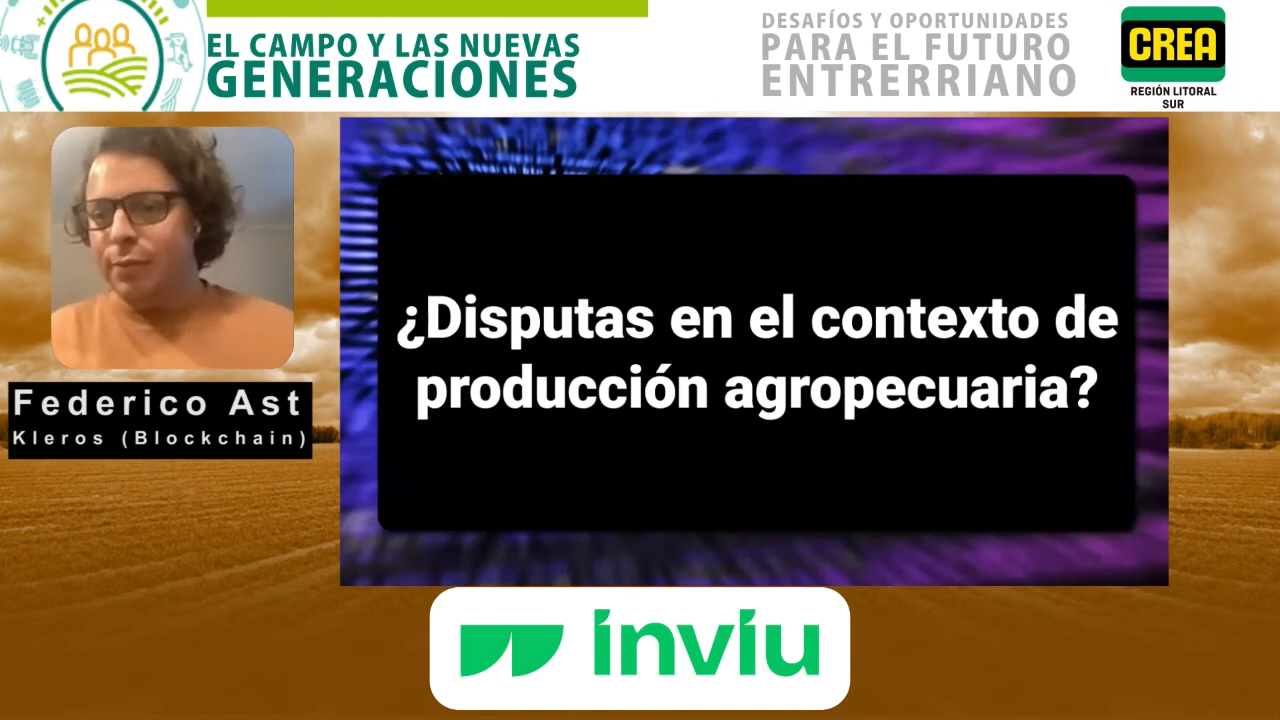 EL CAMPO Y LAS NUEVAS
GENERACIONES
DESAFÍOS Y OPORTUNIDADES
PARA EL FUTURO
ENTRERRIANO
CREA
REGIÓN LITORAL
SUR
Federico Ast
Kleros (Blockchain)
¿Disputas en el contexto de
producción agropecuaria?
inviu